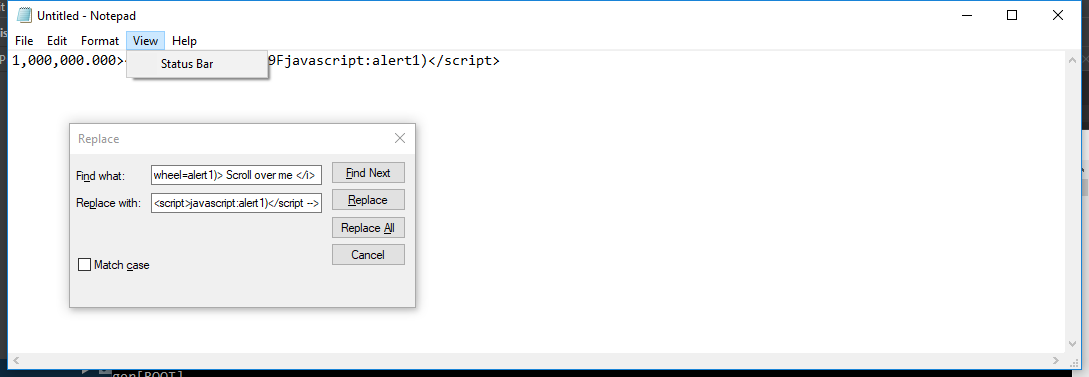 Untitled - Notepad
File Edit Format View Help
1,000,000.000> 9Fjavascript:alert1)</script>
Status Bar
Replace
Find what: wheel=alert1)> Scroll over me </i> Find Next
Replace with: <script>javascript:alert1)</script --> Replace
Replace All
Match case Cancel
gen[ROOT]